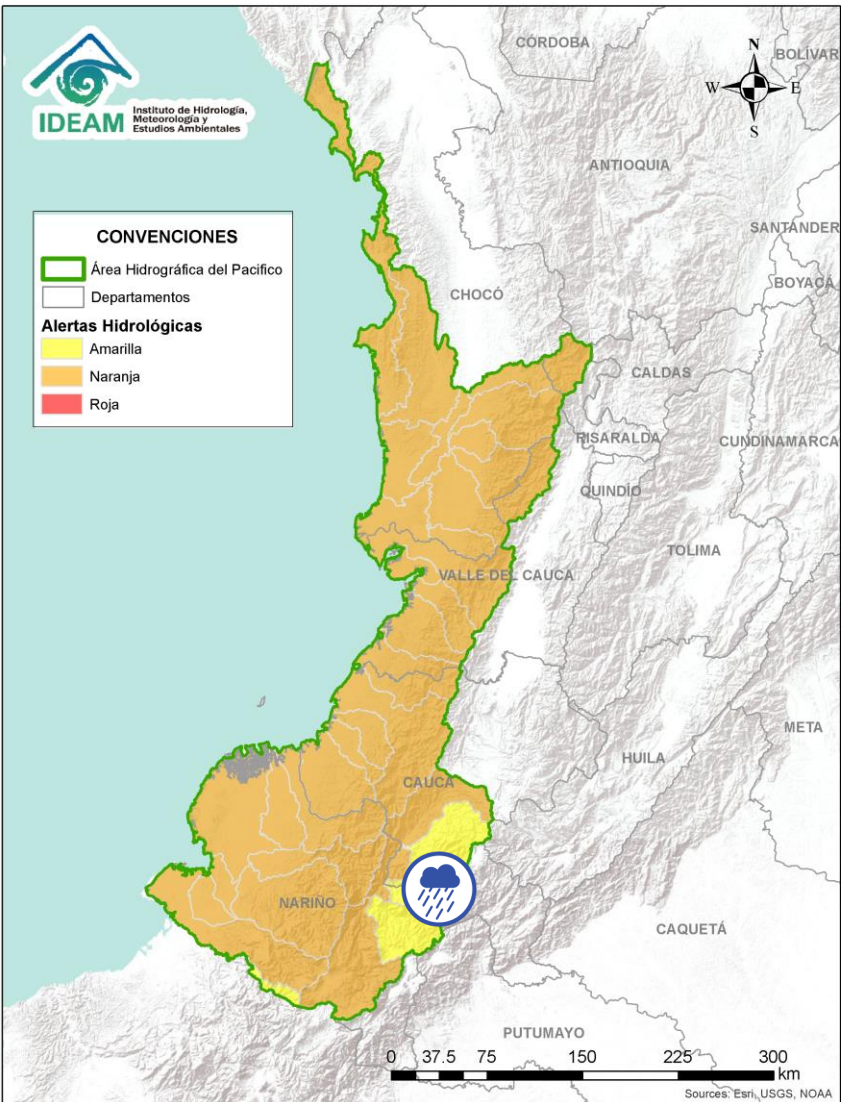 IDEAM
Instituto de Hidrología,
Meteorología y
Estudios Ambientales
N
W
E
S
CÓRDOBA
BOLIVAR
ANTIOQUIA
SANTANDER
BOYACÁ
CONVENCIONES
Área Hidrográfica del Pacifico
Departamentos
Alertas Hidrológicas
Amarilla
Naranja
Roja
CHOCÓ
CALDAS
RISARALDA
CUNDINAMARCA
QUINDÍO
TOLIMA
VALLE DEL CAUCA
META
HUILA
CAUCA
NARIÑO
CAQUETÁ
PUTUMAYO
0 37.5 75 150 225 300
km
Sources: Esri, USGS, NOAA